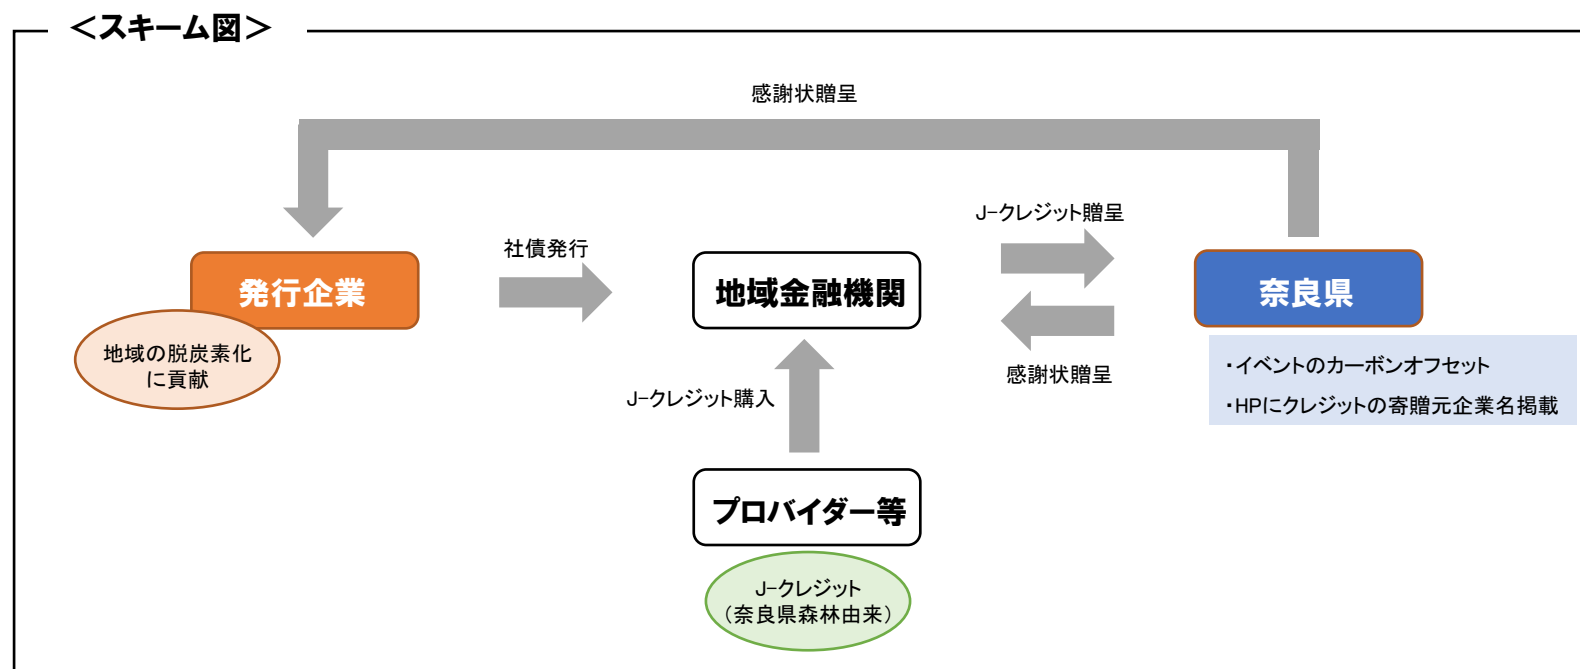 ＜スキーム図＞
感謝状贈呈
J-クレジット贈呈
社債発行
発行企業
地域金融機関
奈良県
地域の脱炭素化
に貢献
感謝状贈呈
・イベントのカーボンオフセット
・HPにクレジットの寄贈元企業名掲載
J-クレジット購入
プロバイダー等
J-クレジット
（奈良県森林由来）